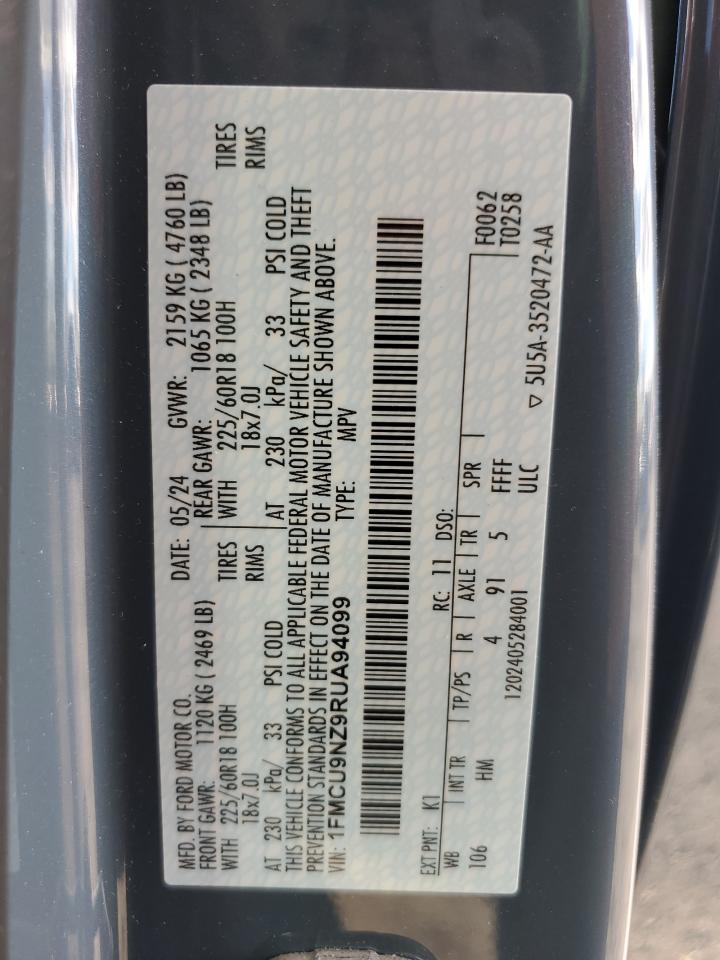 MFD. BY FORD MOTOR CO. DATE: 05/24 GVWR: 2159 KG ( 4760 LB)
FRONT GAWR: 1120 KG ( 2469 LB) REAR GAWR: 1065 KG ( 2348 LB)
WITH 225/60R18 100H TIRES WITH 225/60R18 100H TIRES
18x7.0J RIMS 18x7.0J RIMS
AT 230 kPa/ 33 PSI COLD AT 230 kPa/ 33 PSI COLD
THIS VEHICLE CONFORMS TO ALL APPLICABLE FEDERAL MOTOR VEHICLE SAFETY AND THEFT
PREVENTION STANDARDS IN EFFECT ON THE DATE OF MANUFACTURE SHOWN ABOVE.
VIN: 1FMCU9NZ9RUA94099 TYPE: MPV
EXT PNT: K1 RC: 11 DSO:
WB INT TR TP/PS R AXLE TR SPR F0062
106 HM 4 91 5 FFFF T0258
1202405284001 ULC
▽ 5U5A-3520472-AA